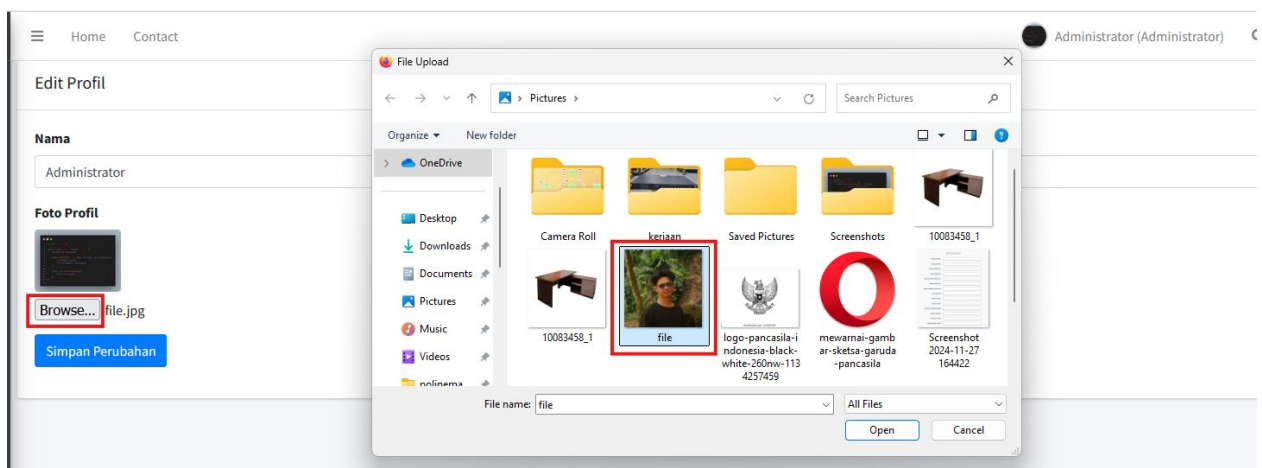 Home Contact
Administrator (Administrator)
Edit Profil
Nama
Administrator
Foto Profil
Browse... file.jpg
Simpan Perubahan
File Upload
Pictures
Search Pictures
Organize New folder
OneDrive
Desktop
Downloads
Documents
Pictures
Music
Videos
polinema
Camera Roll
kerjaan
Saved Pictures
Screenshots
10083458_1
10083458_1
file
logo-pancasila-i
ndonesia-black-
white-260nw-113
4257459
mewarnai-gamb
ar-sketsa-garuda
-pancasila
Screenshot
2024-11-27
164422
File name: file
All Files
Open Cancel